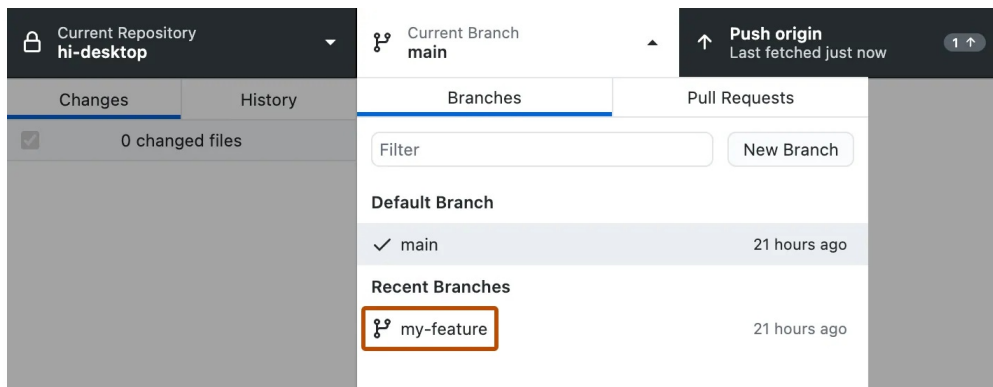 Current Repository
hi-desktop
Current Branch
main
Push origin
Last fetched just now
1
Changes
History
Branches
Pull Requests
0 changed files
Filter
New Branch
Default Branch
main
21 hours ago
Recent Branches
my-feature
21 hours ago